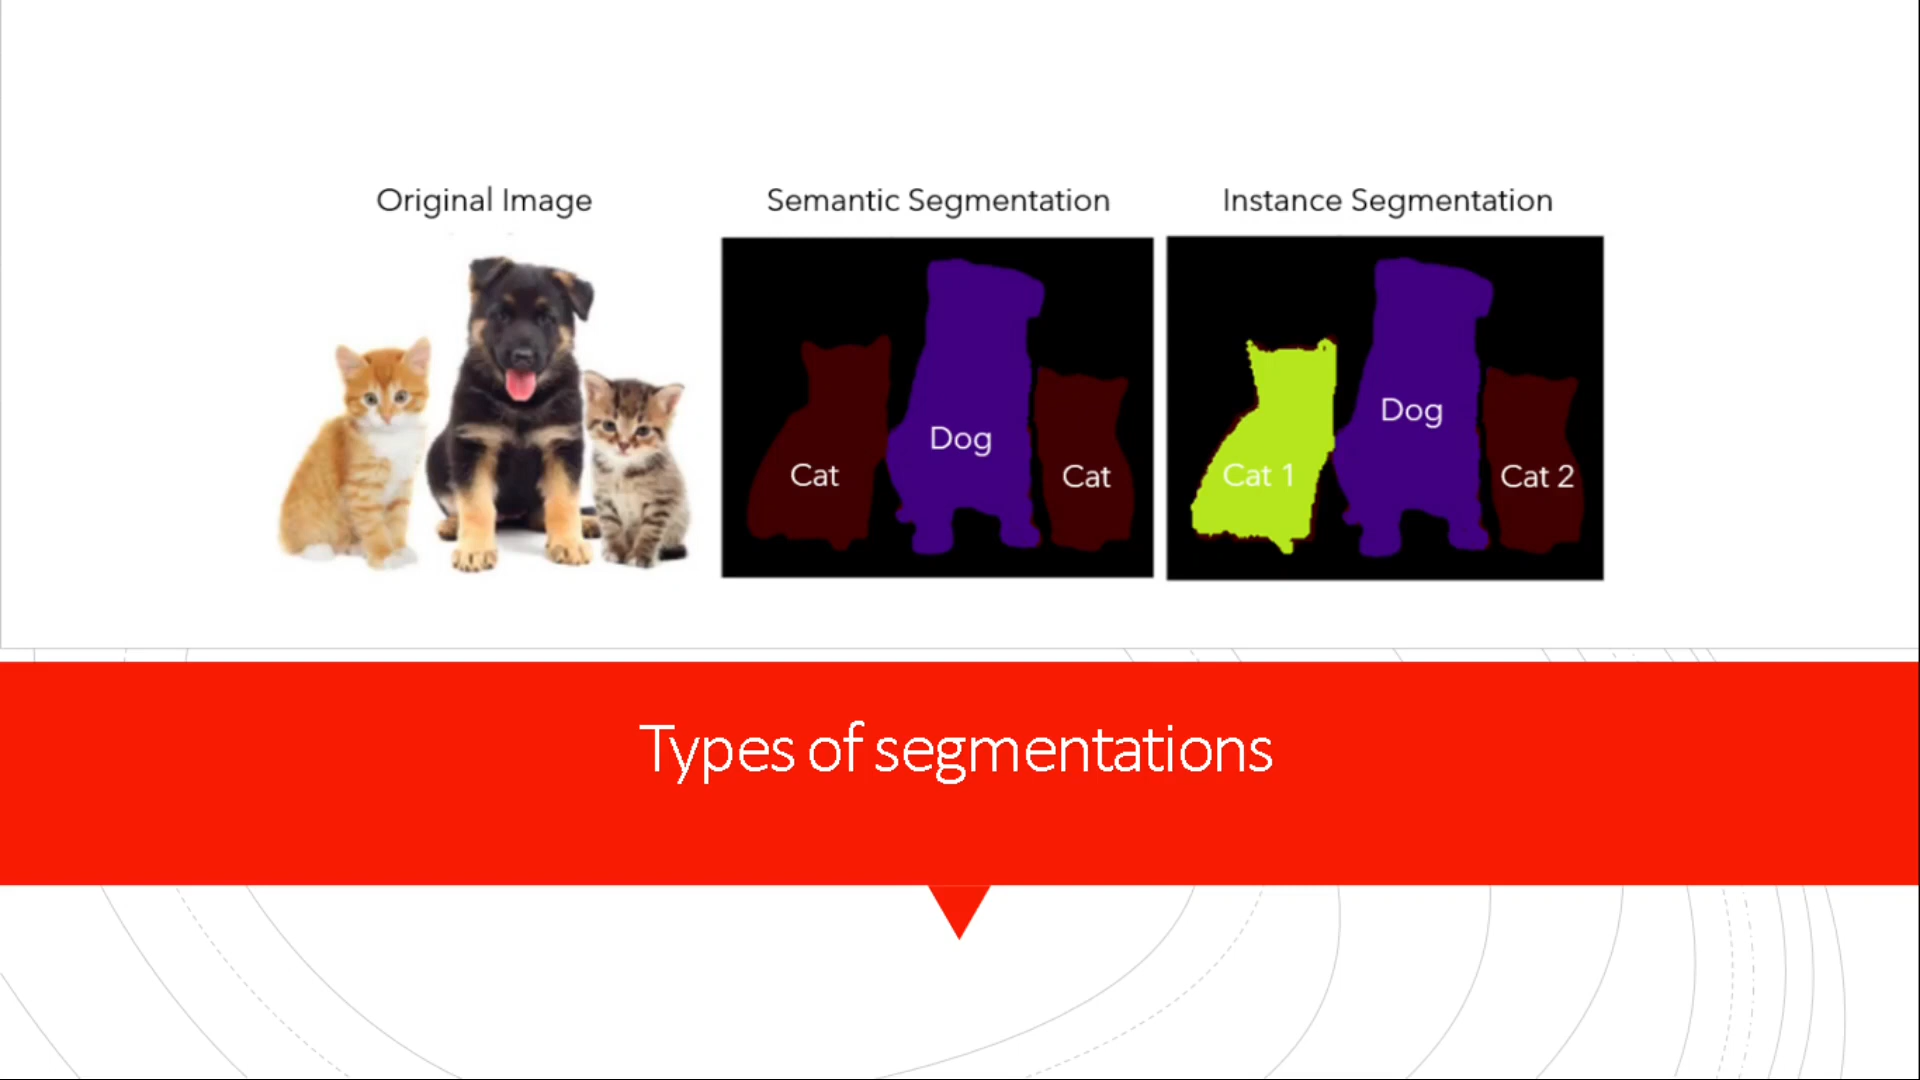 Original Image
Semantic Segmentation
Instance Segmentation
Cat
Dog
Cat
Cat 1
Dog
Cat 2
Types of segmentations